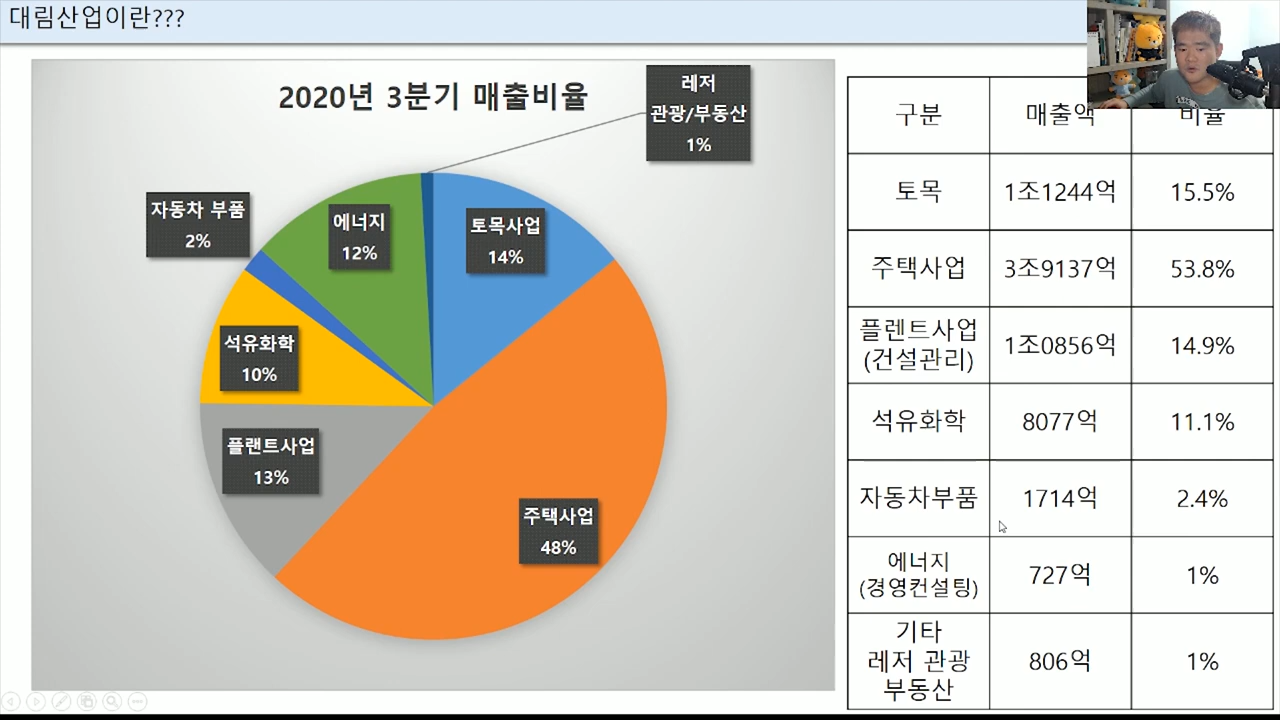 대림산업이란???
2020년 3분기 매출비율
레저
관광/부동산
1%
자동차 부품
2%
에너지
12%
토목사업
14%
석유화학
10%
플랜트사업
13%
주택사업
48%
구분 매출액 비율
토목 1조1244억 15.5%
주택사업 3조9137억 53.8%
플렌트사업
(건설관리) 1조0856억 14.9%
석유화학 8077억 11.1%
자동차부품 1714억 2.4%
에너지
(경영컨설팅) 727억 1%
기타
레저 관광
부동산 806억 1%